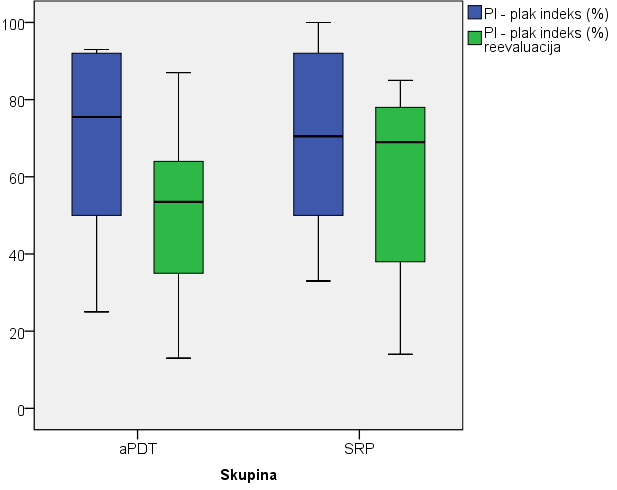 PI - plak indeks (%)
PI - plak indeks (%)
reevaluacija
100
80
60
40
20
0
aPDT
SRP
Skupina